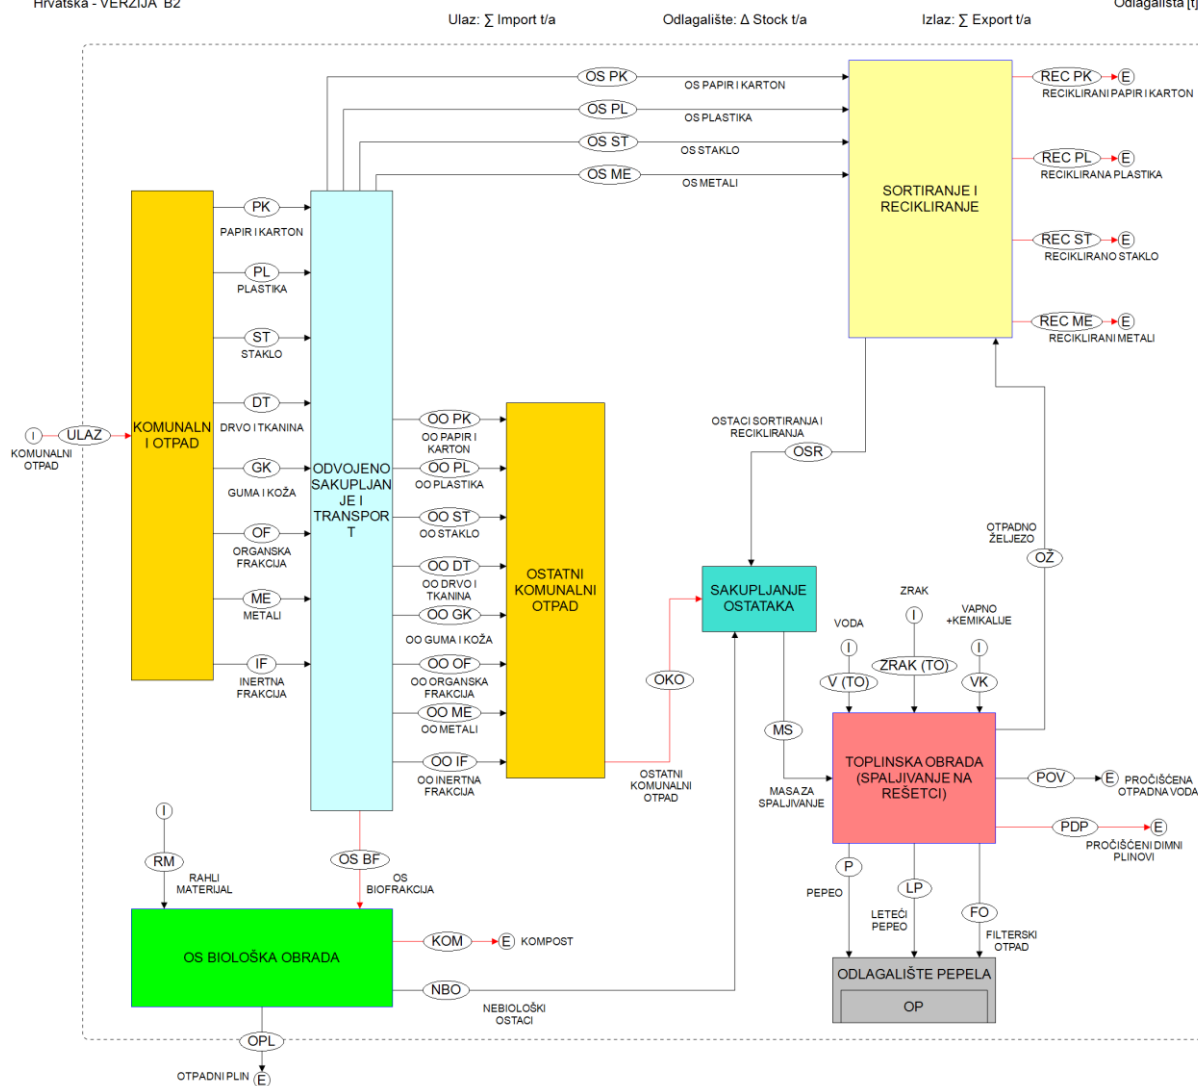 Hrvatska - VERZIJA B2
Odlagališta [t]
Ulaz: ∑ Import t/a
Odlagalište: Δ Stock t/a
Izlaz: ∑ Export t/a
OS PK
OS PAPIR I KARTON
OS PL
OS PLASTIKA
OS ST
OS STAKLO
OS ME
OS METALI
SORTIRANJE I
RECIKLIRANJE
REC PK
E
RECIKLIRANI PAPIR I KARTON
REC PL
E
RECIKLIRANA PLASTIKA
REC ST
E
RECIKLIRANO STAKLO
REC ME
E
RECIKLIRANI METALI
I
ULAZ
KOMUNALNI
OTPAD
KOMUNALN
I OTPAD
PK
PAPIR I KARTON
PL
PLASTIKA
ST
STAKLO
DT
DRVO I TKANINA
GK
GUMA I KOŽA
OF
ORGANSKA
FRAKCIJA
ME
METALI
IF
INERTNA
FRAKCIJA
ODVOJENO
SAKUPLJAN
JE I
TRANSPOR
T
OO PK
OO PAPIR I
KARTON
OO PL
OO PLASTIKA
OO ST
OO STAKLO
OO DT
OO DRVO I
TKANINA
OO GK
OO GUMA I KOŽA
OO OF
OO ORGANSKA
FRAKCIJA
OO ME
OO METALI
OO IF
OO INERTNA
FRAKCIJA
OSTATNI
KOMUNALNI
OTPAD
OKO
OSTATNI
KOMUNALNI
OTPAD
OSTACI SORTIRANJA I
RECIKLIRANJA
OSR
SAKUPLJANJE
OSTATAKA
MS
MASA ZA
SPALJIVANJE
OTPADNO
ŽELJEZO
OŽ
VODA
I
V (TO)
ZRAK
I
ZRAK (TO)
VAPNO
+KEMIKALIJE
I
VK
TOPLINSKA OBRADA
(SPALJIVANJE NA
REŠETCI)
POV
E
PROČIŠĆENA
OTPADNA VODA
PDP
E
PROČIŠĆENI DIMNI
PLINOVI
P
PEPEO
LP
LETEĆI
PEPEO
FO
FILTERSKI
OTPAD
ODLAGALIŠTE PEPELA
OP
I
RM
RAHLI
MATERIJAL
OS BF
OS
BIOFRAKCIJA
OS BIOLOŠKA OBRADA
KOM
E
KOMPOST
NBO
NEBIOLOŠKI
OSTACI
OPL
OTPADNI PLIN
E